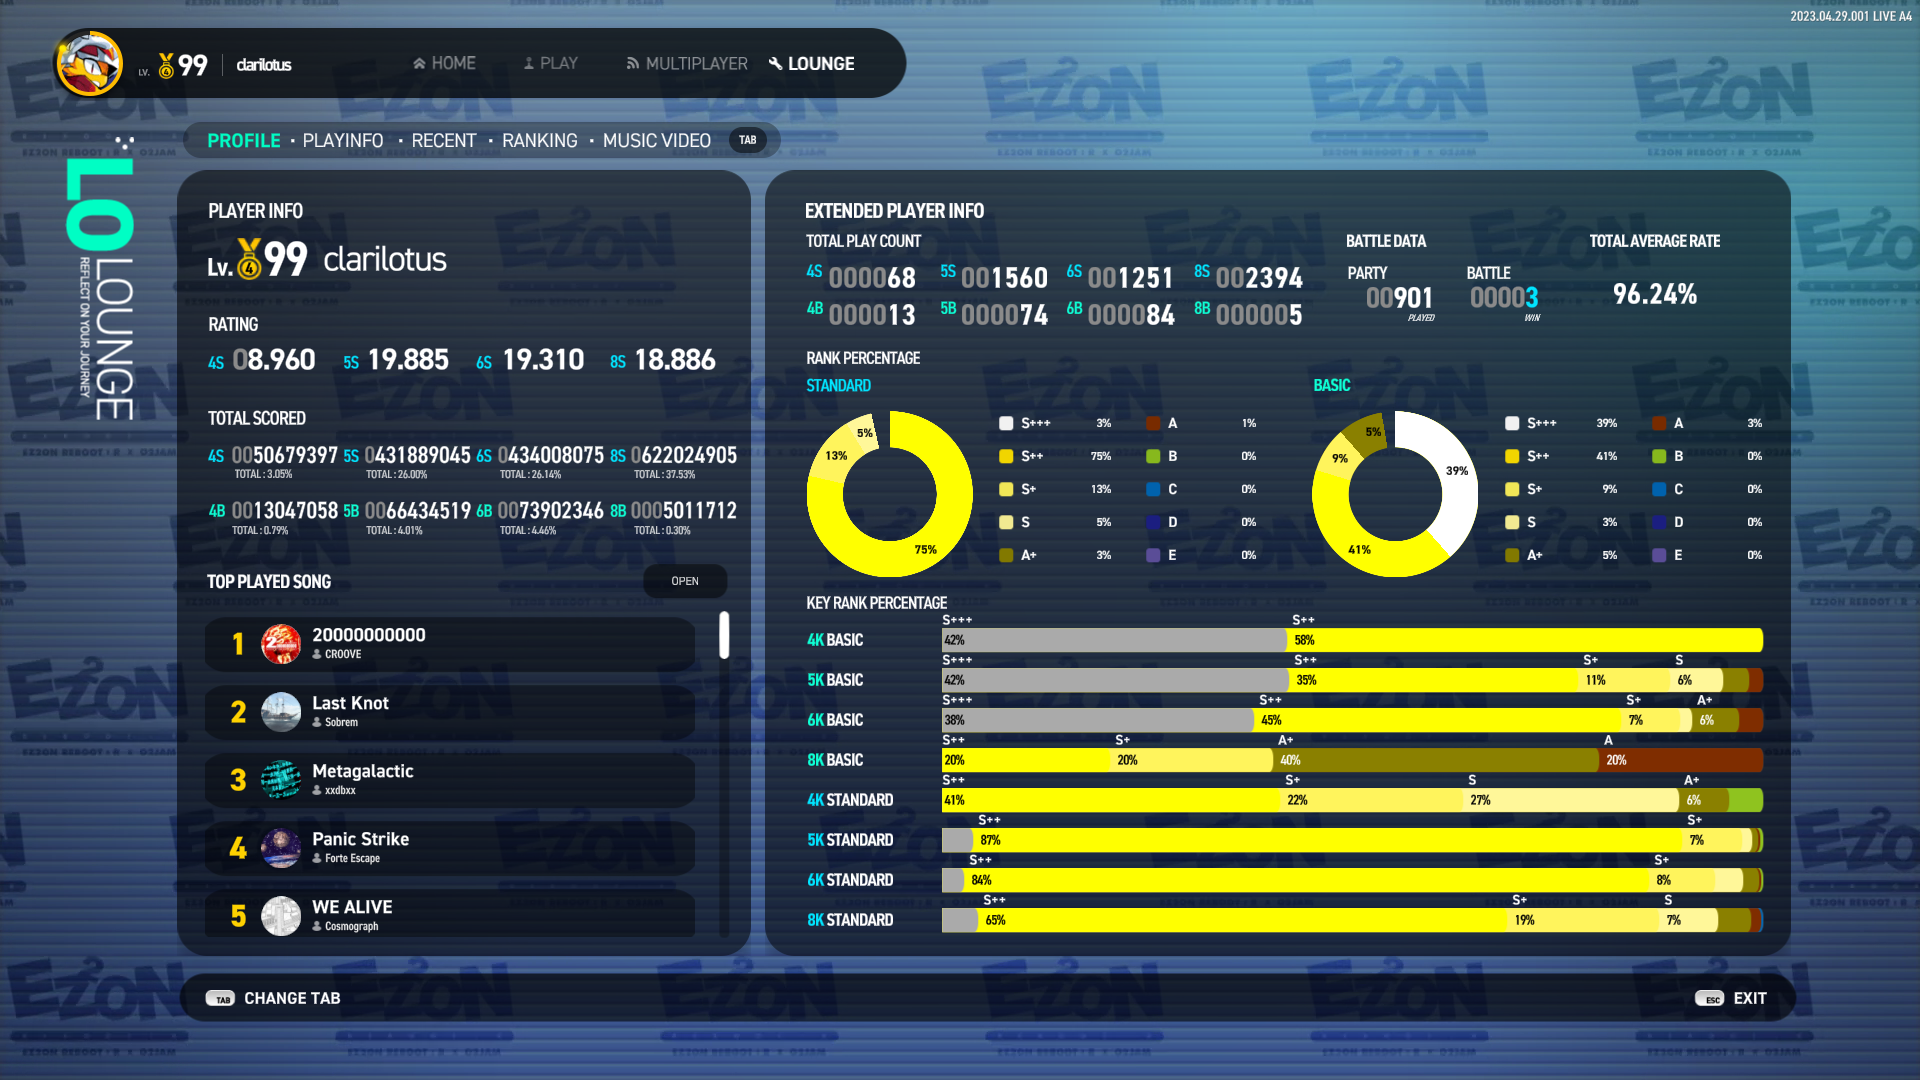 2023.04.29.001 LIVE A4
LV. 4 99 clarilotus HOME PLAY MULTIPLAYER LOUNGE
PROFILE · PLAYINFO · RECENT · RANKING · MUSIC VIDEO TAB
LO
LOUNGE
REFLECT ON YOUR JOURNEY
PLAYER INFO
Lv. 4 99 clarilotus
RATING
4S 08.960 5S 19.885 6S 19.310 8S 18.886
TOTAL SCORED
4S 0050679397 5S 0431889045 6S 0434008075 8S 0622024905
TOTAL : 3.05% TOTAL : 26.00% TOTAL : 26.14% TOTAL : 37.53%
4B 0013047058 5B 0066434519 6B 0073902346 8B 0005011712
TOTAL : 0.79% TOTAL : 4.01% TOTAL : 4.46% TOTAL : 0.30%
TOP PLAYED SONG OPEN
1 20000000000
CROOVE
2 Last Knot
Sobrem
3 Metagalactic
xxdbxx
4 Panic Strike
Forte Escape
5 WE ALIVE
Cosmograph
EXTENDED PLAYER INFO
TOTAL PLAY COUNT
4S 000068 5S 001560 6S 001251 8S 002394
4B 000013 5B 000074 6B 000084 8B 000005
BATTLE DATA
PARTY BATTLE
00901 00003
PLAYED WIN
TOTAL AVERAGE RATE
96.24%
RANK PERCENTAGE
STANDARD
5%
13%
75%
S+++ 3% A 1%
S++ 75% B 0%
S+ 13% C 0%
S 5% D 0%
A+ 3% E 0%
BASIC
5%
9%
39%
41%
S+++ 39% A 3%
S++ 41% B 0%
S+ 9% C 0%
S 3% D 0%
A+ 5% E 0%
KEY RANK PERCENTAGE
S+++ S++
4K BASIC 42% 58%
S+++ S++ S+ S
5K BASIC 42% 35% 11% 6%
S+++ S++ S+ A+
6K BASIC 38% 45% 7% 6%
S++ S+ A+ A
8K BASIC 20% 20% 40% 20%
S++ S+ S A+
4K STANDARD 41% 22% 27% 6%
S++ S+
5K STANDARD 87% 7%
S++ S+
6K STANDARD 84% 8%
S++ S+ S
8K STANDARD 65% 19% 7%
TAB CHANGE TAB
ESC EXIT